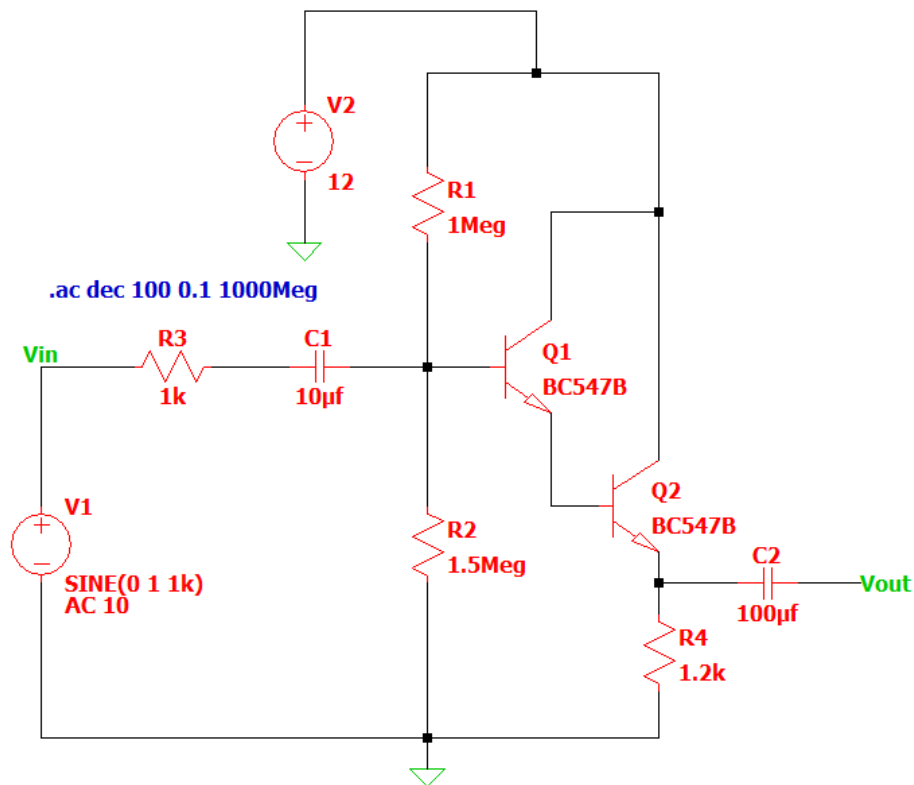 V2
12
R1
1Meg
.ac dec 100 0.1 1000Meg
Vin
R3
1k
C1
10µf
Q1
BC547B
V1
SINE(0 1 1k)
AC 10
R2
1.5Meg
Q2
BC547B
C2
100µf
Vout
R4
1.2k